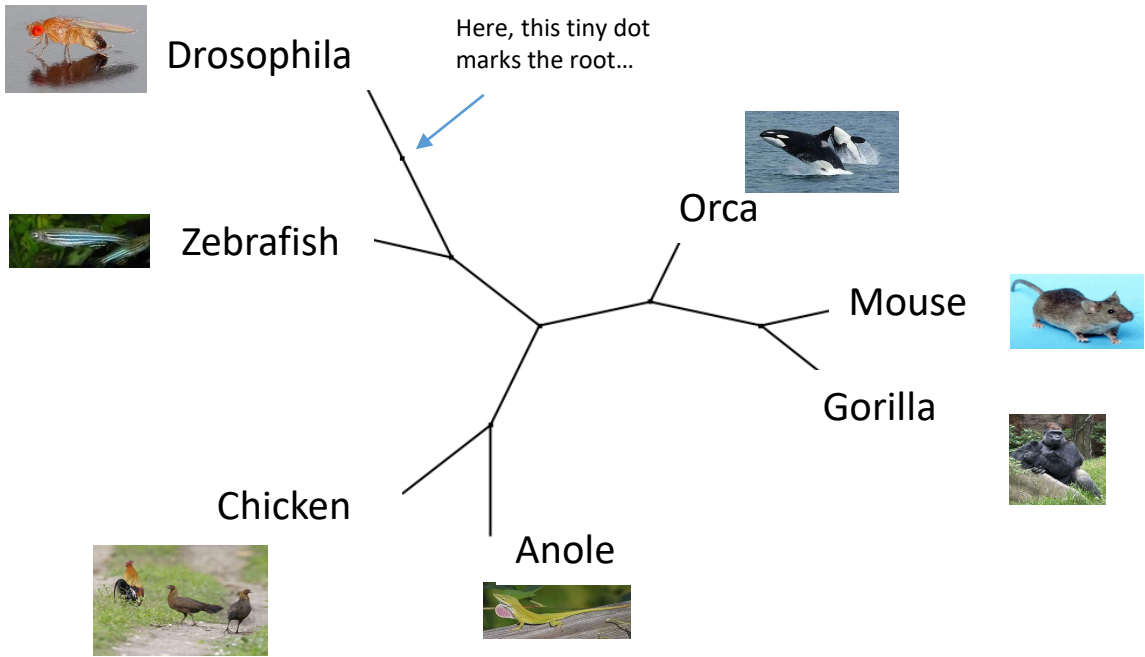 Drosophila
Here, this tiny dot
marks the root…
Orca
Zebrafish
Mouse
Gorilla
Chicken
Anole